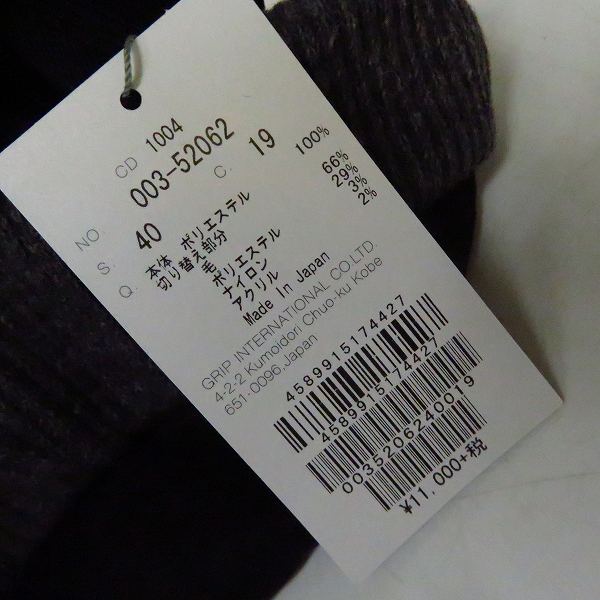 CD 1004
NO. 003-52062
S. 40 C. 19
Q. 本体 ポリエステル 100%
切り替え部分
毛 66%
ポリエステル 29%
ナイロン 3%
アクリル 2%
Made In Japan
GRIP INTERNATIONAL CO.LTD.
4-2-2 Kumoidori Chuo-ku Kobe
651-0096,Japan
4589915174427
4589915174427
0035206240019
¥11,000+税